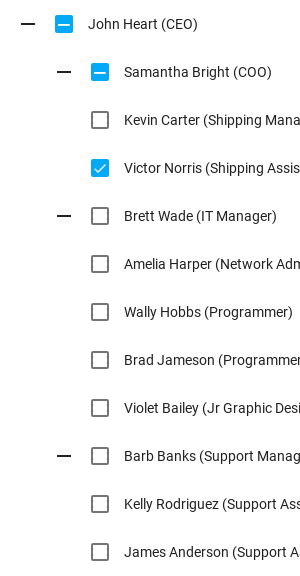 John Heart (CEO)
Samantha Bright (COO)
Kevin Carter (Shipping Mana
Victor Norris (Shipping Assis
Brett Wade (IT Manager)
Amelia Harper (Network Adm
Wally Hobbs (Programmer)
Brad Jameson (Programmer
Violet Bailey (Jr Graphic Desi
Barb Banks (Support Manag
Kelly Rodriguez (Support Ass
James Anderson (Support A